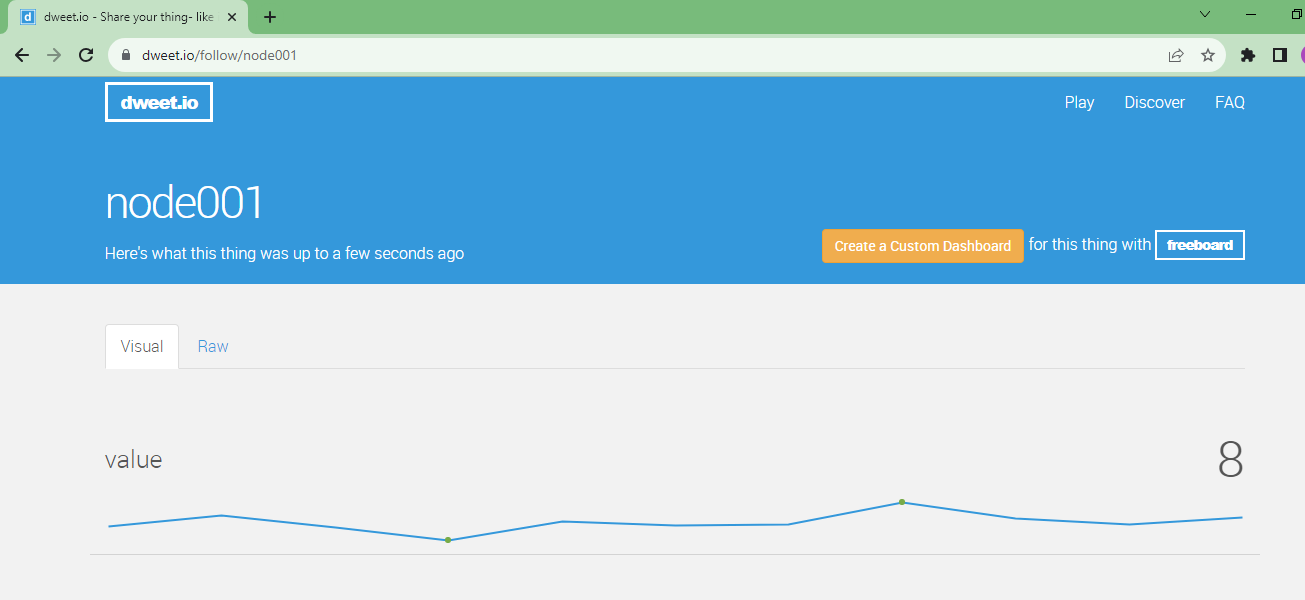 dweet.io - Share your thing- like
dweet.io/follow/node001
dweet.io
Play Discover FAQ
node001
Here's what this thing was up to a few seconds ago
Create a Custom Dashboard for this thing with freeboard
Visual Raw
value 8